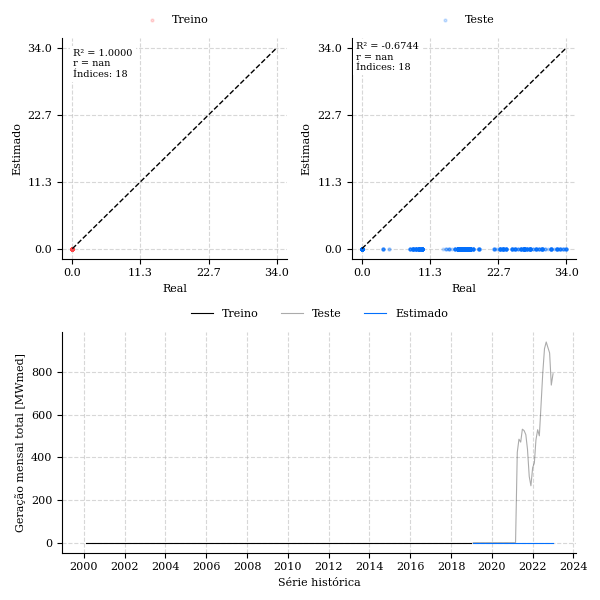 Treino
Teste
R² = 1.0000
r = nan
Índices: 18
R² = -0.6744
r = nan
Índices: 18
34.0
22.7
11.3
0.0
Estimado
0.0
11.3
22.7
34.0
Real
34.0
22.7
11.3
0.0
Estimado
0.0
11.3
22.7
34.0
Real
Treino
Teste
Estimado
Geração mensal total [MWmed]
800
600
400
200
0
2000
2002
2004
2006
2008
2010
2012
2014
2016
2018
2020
2022
2024
Série histórica